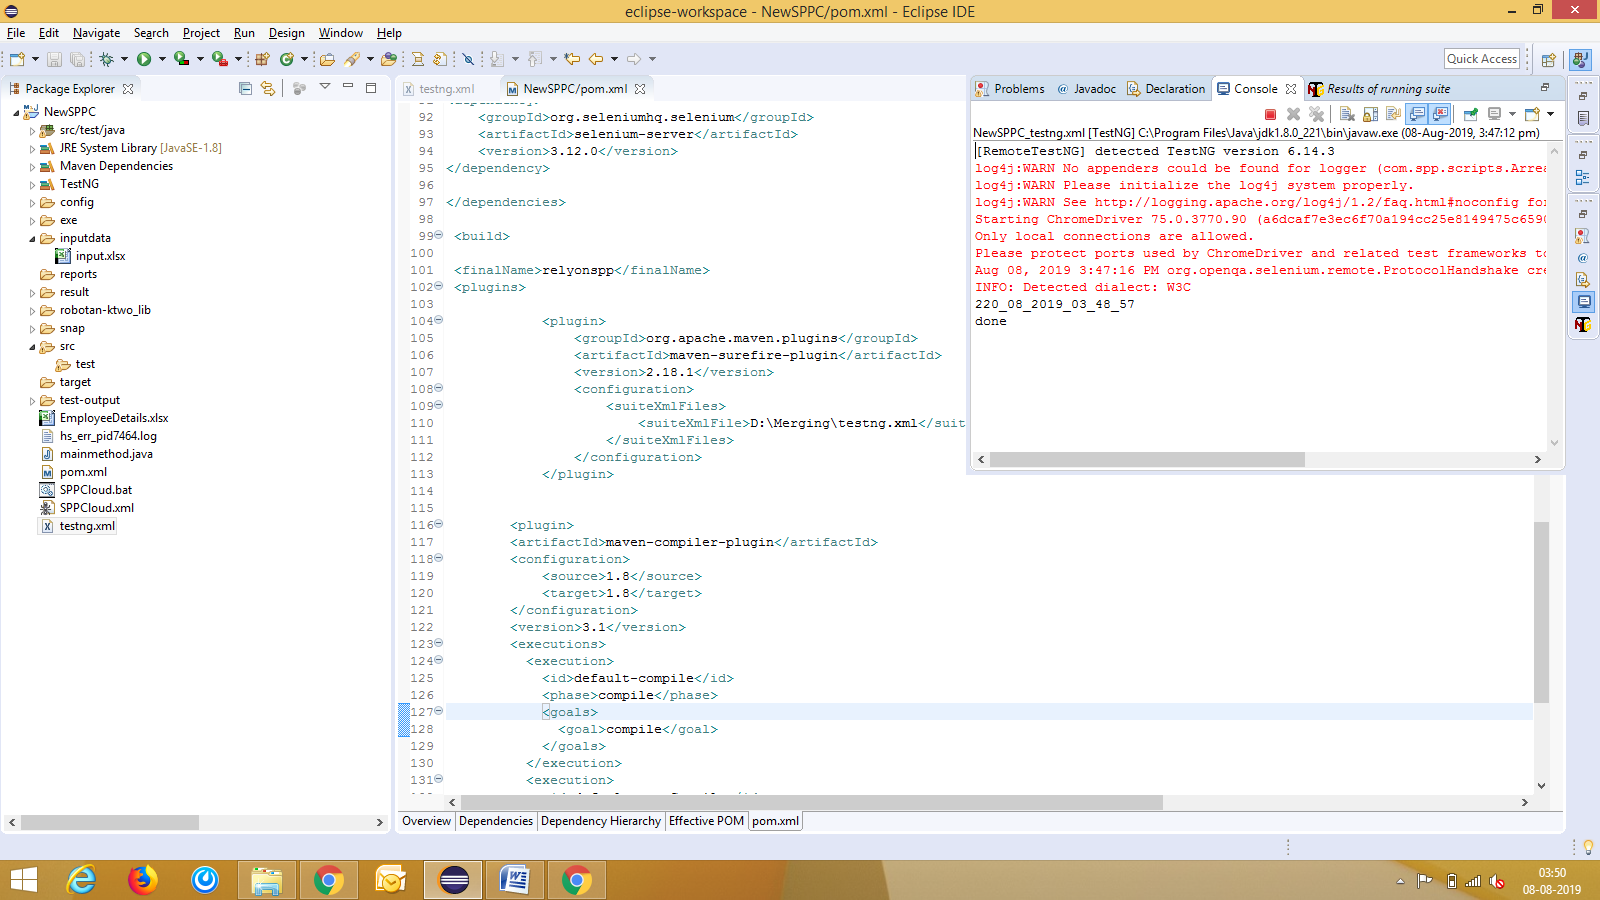 eclipse-workspace - NewSPPC/pom.xml - Eclipse IDE
File Edit Navigate Search Project Run Design Window Help
Quick Access
Package Explorer
NewSPPC
src/test/java
JRE System Library [JavaSE-1.8]
Maven Dependencies
TestNG
config
exe
inputdata
input.xlsx
reports
result
robotan-ktwo_lib
snap
src
test
target
test-output
EmployeeDetails.xlsx
hs_err_pid7464.log
mainmethod.java
pom.xml
SPPCloud.bat
SPPCloud.xml
testng.xml
testng.xml NewSPPC/pom.xml
92 <groupId>org.seleniumhq.selenium</groupId>
93 <artifactId>selenium-server</artifactId>
94 <version>3.12.0</version>
95 </dependency>
96
97 </dependencies>
98
99 <build>
100
101 <finalName>relyonspp</finalName>
102 <plugins>
103
104 <plugin>
105 <groupId>org.apache.maven.plugins</groupId>
106 <artifactId>maven-surefire-plugin</artifactId>
107 <version>2.18.1</version>
108 <configuration>
109 <suiteXmlFiles>
110 <suiteXmlFile>D:\Merging\testng.xml</suit
111 </suiteXmlFiles>
112 </configuration>
113 </plugin>
114
115
116 <plugin>
117 <artifactId>maven-compiler-plugin</artifactId>
118 <configuration>
119 <source>1.8</source>
120 <target>1.8</target>
121 </configuration>
122 <version>3.1</version>
123 <executions>
124 <execution>
125 <id>default-compile</id>
126 <phase>compile</phase>
127 <goals>
128 <goal>compile</goal>
129 </goals>
130 </execution>
131 <execution>
Overview Dependencies Dependency Hierarchy Effective POM pom.xml
Problems @ Javadoc Declaration Console Results of running suite
NewSPPC_testng.xml [TestNG] C:\Program Files\Java\jdk1.8.0_221\bin\javaw.exe (08-Aug-2019, 3:47:12 pm)
[RemoteTestNG] detected TestNG version 6.14.3
log4j:WARN No appenders could be found for logger (com.spp.scripts.Arrea
log4j:WARN Please initialize the log4j system properly.
log4j:WARN See http://logging.apache.org/log4j/1.2/faq.html#noconfig for
Starting ChromeDriver 75.0.3770.90 (a6dcaf7e3ec6f70a194cc25e8149475c6590
Only local connections are allowed.
Please protect ports used by ChromeDriver and related test frameworks to
Aug 08, 2019 3:47:16 PM org.openqa.selenium.remote.ProtocolHandshake cre
INFO: Detected dialect: W3C
220_08_2019_03_48_57
done
03:50
08-08-2019